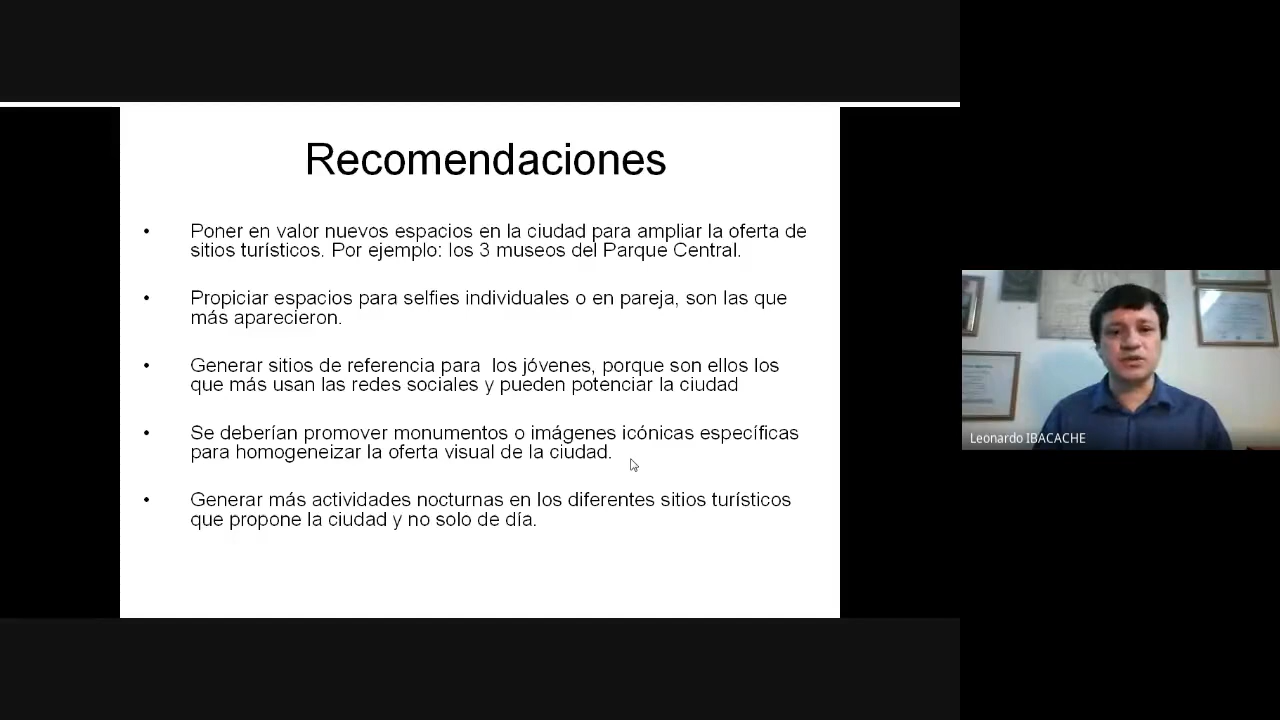 Recomendaciones
• Poner en valor nuevos espacios en la ciudad para ampliar la oferta de
sitios turísticos. Por ejemplo: los 3 museos del Parque Central.
• Propiciar espacios para selfies individuales o en pareja, son las que
más aparecieron.
• Generar sitios de referencia para  los jóvenes, porque son ellos los
que más usan las redes sociales y pueden potenciar la ciudad
• Se deberían promover monumentos o imágenes icónicas específicas
para homogeneizar la oferta visual de la ciudad.
• Generar más actividades nocturnas en los diferentes sitios turísticos
que propone la ciudad y no solo de día.
Leonardo IBACACHE